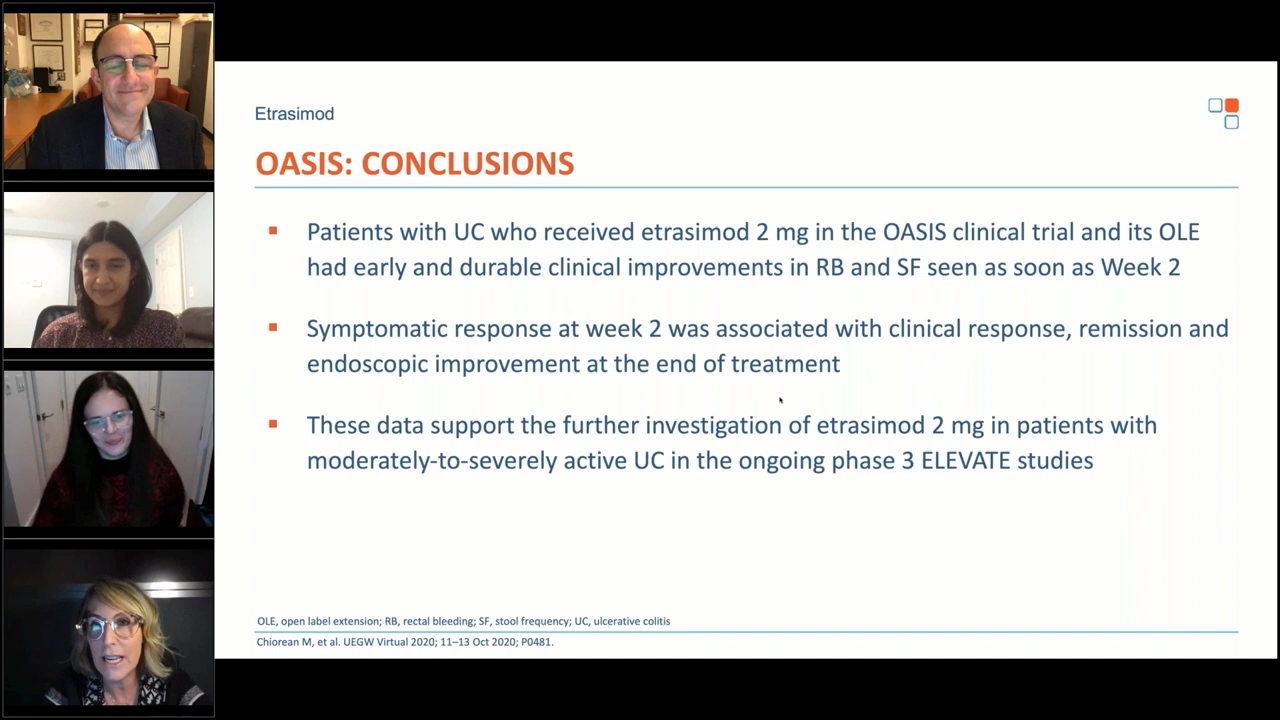 Etrasimod
OASIS: CONCLUSIONS
Patients with UC who received etrasimod 2 mg in the OASIS clinical trial and its OLE
had early and durable clinical improvements in RB and SF seen as soon as Week 2
Symptomatic response at week 2 was associated with clinical response, remission and
endoscopic improvement at the end of treatment
These data support the further investigation of etrasimod 2 mg in patients with
moderately-to-severely active UC in the ongoing phase 3 ELEVATE studies
OLE, open label extension; RB, rectal bleeding; SF, stool frequency; UC, ulcerative colitis
Chiorean M, et al. UEGW Virtual 2020; 11–13 Oct 2020; P0481.